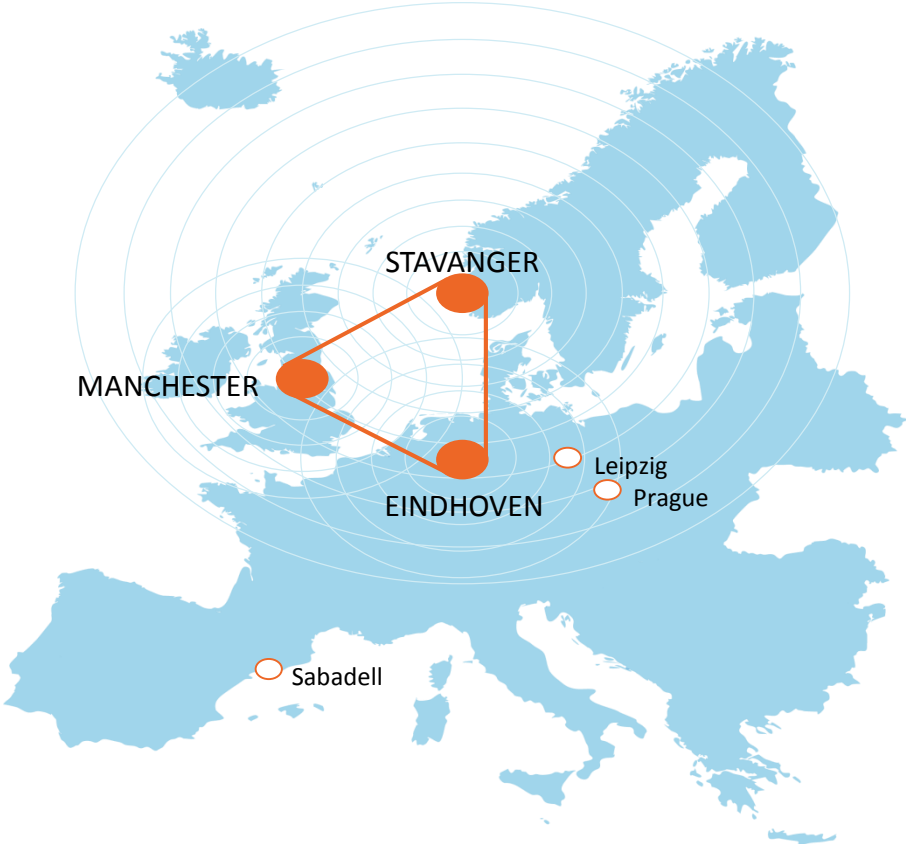 STAVANGER
MANCHESTER
Leipzig
Prague
EINDHOVEN
Sabadell